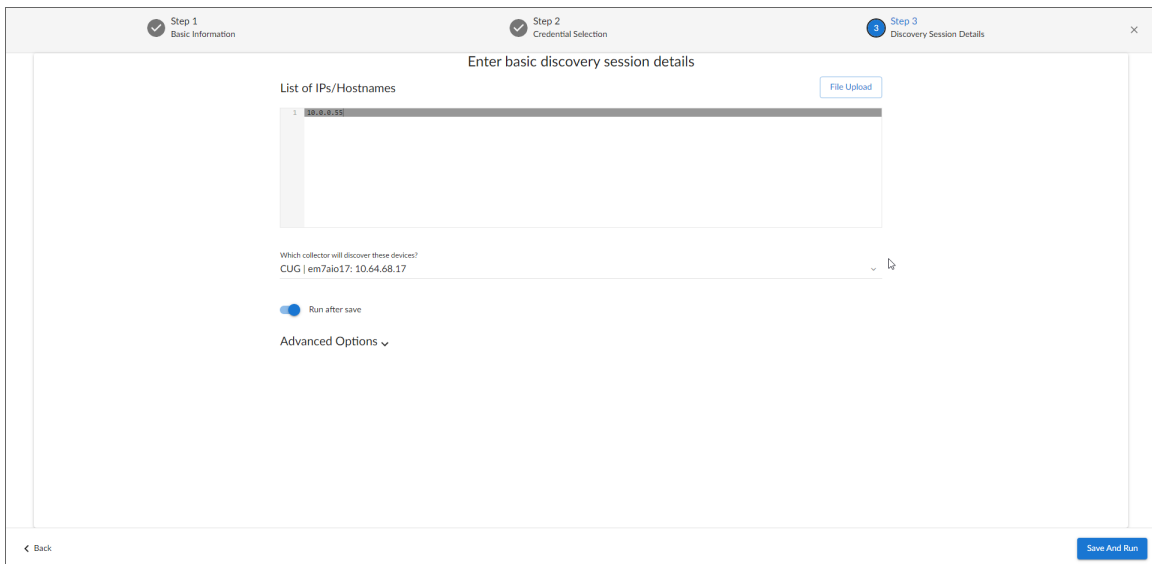 Step 1
Basic Information
Step 2
Credential Selection
3
Step 3
Discovery Session Details
Enter basic discovery session details
List of IPs/Hostnames
File Upload
1 10.0.0.55
Which collector will discover these devices?
CUG | em7aio17: 10.64.68.17
Run after save
Advanced Options
Back
Save And Run